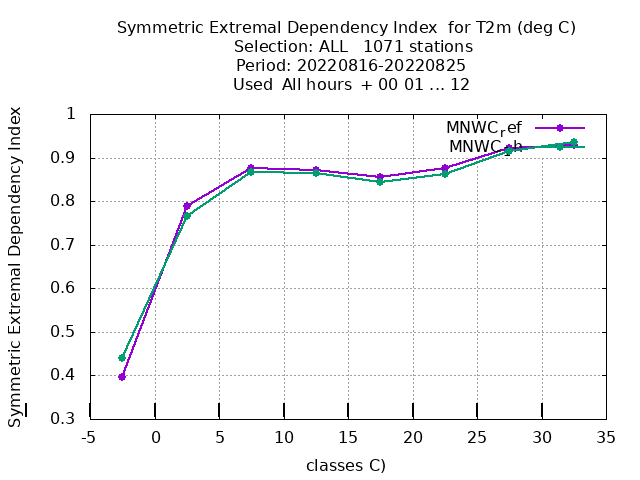 Symmetric Extremal Dependency Index  for T2m (deg C)
Selection: ALL   1071 stations
Period: 20220816-20220825
Used  All hours  + 00 01 ... 12
Symmetric Extremal Dependency Index
1
0.9
0.8
0.7
0.6
0.5
0.4
0.3
MNWC_ref
-5
0
5
10
15
20
25
30
35
classes C)